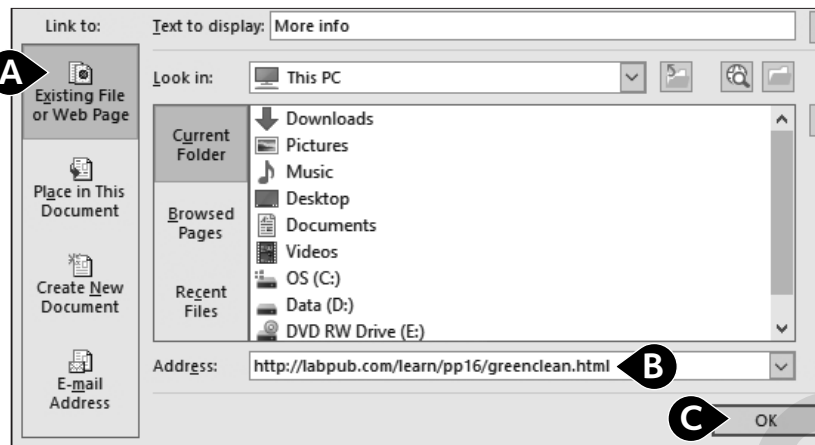 Link to:
Text to display: More info
A
Existing File
or Web Page
Look in: This PC
Place in This
Document
Create New
Document
E-mail
Address
Current
Folder
Browsed
Pages
Recent
Files
Downloads
Pictures
Music
Desktop
Documents
Videos
OS (C:)
Data (D:)
DVD RW Drive (E:)
Address: http://labpub.com/learn/pp16/greenclean.html B
C OK